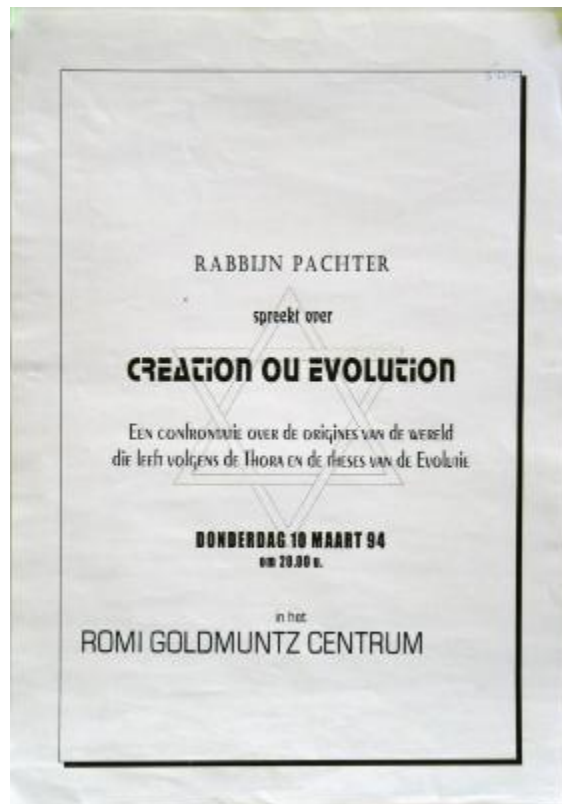 RABBIJN PACHTER
spreekt over
CREATION OU EVOLUTION
EEN CONFRONTATIE OVER DE ORIGINES VAN DE WERELD
DIE LEEFT VOLGENS DE THORA EN DE THESES VAN DE EVOLUTIE
DONDERDAG 10 MAART 94
om 20.00 u.
in het
ROMI GOLDMUNTZ CENTRUM